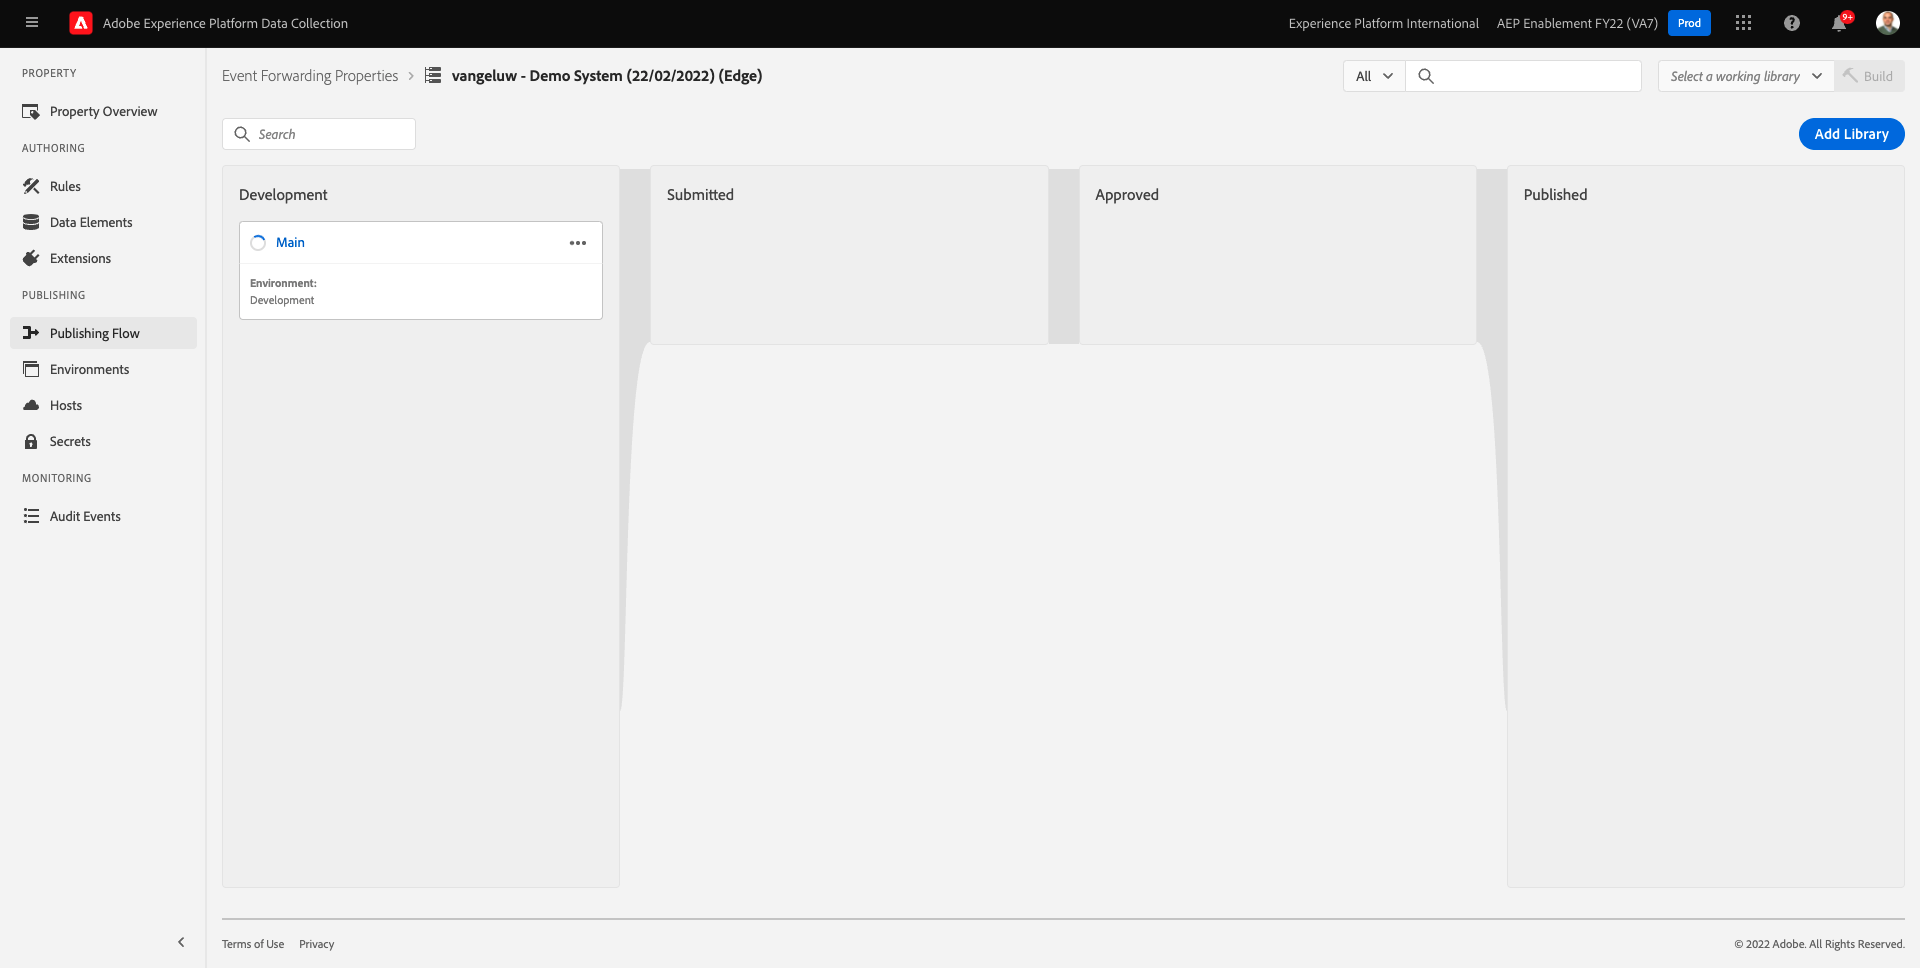 Adobe Experience Platform Data Collection
Experience Platform International
AEP Enablement FY22 (VA7)
Prod
9+
PROPERTY
Property Overview
AUTHORING
Rules
Data Elements
Extensions
PUBLISHING
Publishing Flow
Environments
Hosts
Secrets
MONITORING
Audit Events
Event Forwarding Properties
vangeluw - Demo System (22/02/2022) (Edge)
All
Select a working library
Build
Search
Add Library
Development
Main
Environment:
Development
Submitted
Approved
Published
Terms of Use
Privacy
© 2022 Adobe. All Rights Reserved.